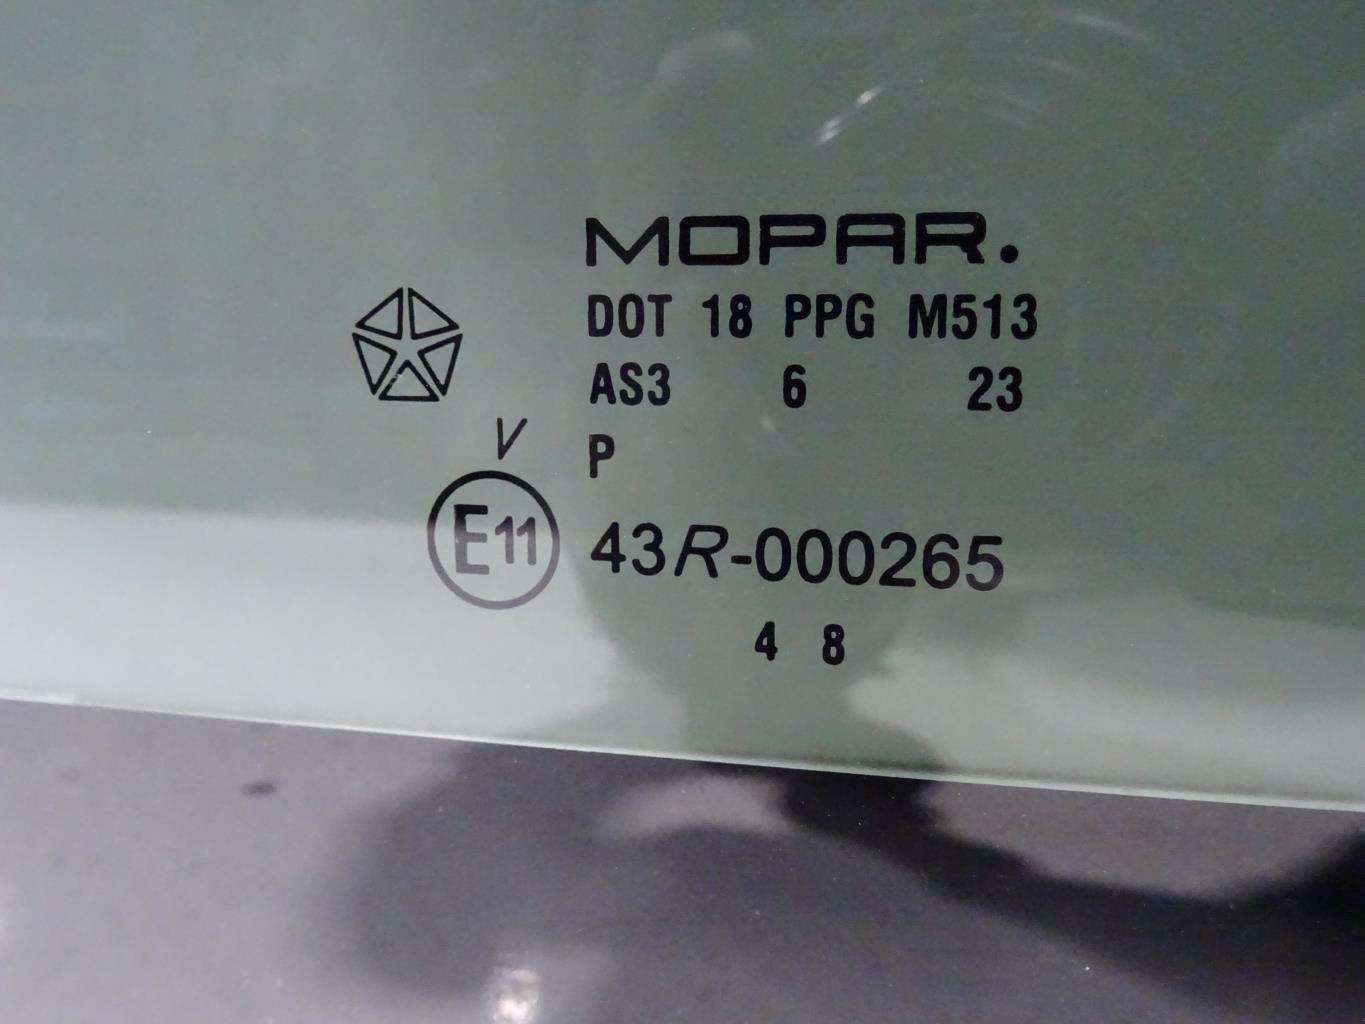 MOPAR.
DOT 18 PPG M513
AS3 6 23
V P
E11 43R-000265
4 8